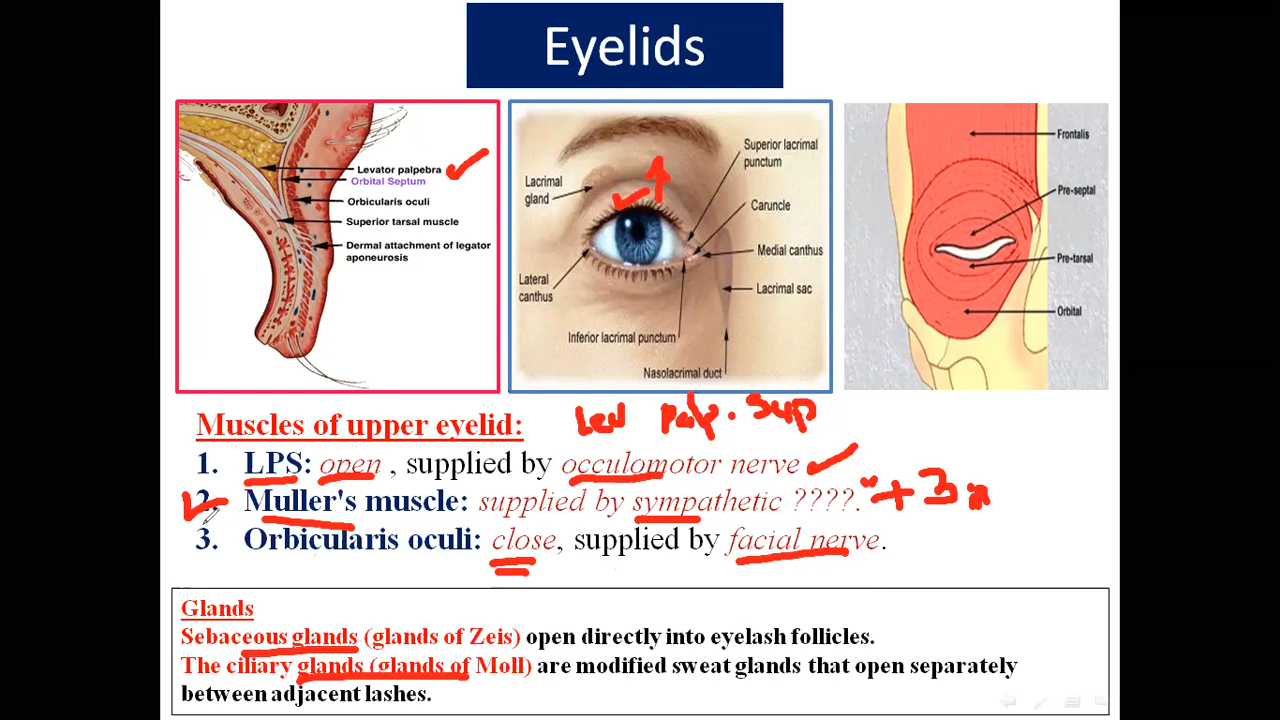 Eyelids
Levator palpebra
Orbital Septum
Orbicularis oculi
Superior tarsal muscle
Dermal attachment of legator
aponeurosis
Lacrimal
gland
Superior lacrimal
punctum
Caruncle
Medial canthus
Lateral
canthus
Lacrimal sac
Inferior lacrimal punctum
Nasolacrimal duct
Frontalis
Pre-septal
Pre-tarsal
Orbital
Lev palp. Sup
Muscles of upper eyelid:
1. LPS: open , supplied by occulomotor nerve
2. Muller's muscle: supplied by sympathetic ????. + 3
3. Orbicularis oculi: close, supplied by facial nerve.
Glands
Sebaceous glands (glands of Zeis) open directly into eyelash follicles.
The ciliary glands (glands of Moll) are modified sweat glands that open separately
between adjacent lashes.